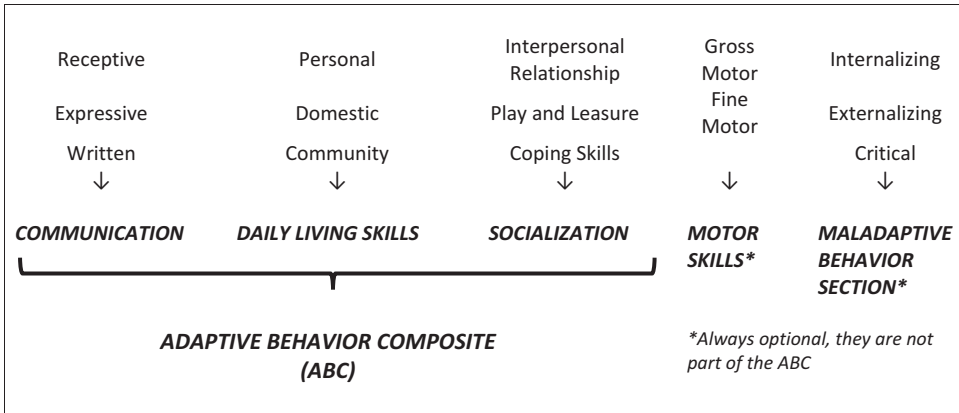 Receptive
Expressive
Written
↓
COMMUNICATION
Personal
Domestic
Community
↓
DAILY LIVING SKILLS
Interpersonal
Relationship
Play and Leasure
Coping Skills
↓
SOCIALIZATION
Gross
Motor
Fine
Motor
↓
MOTOR
SKILLS*
Internalizing
Externalizing
Critical
↓
MALADAPTIVE
BEHAVIOR
SECTION*
ADAPTIVE BEHAVIOR COMPOSITE
(ABC)
*Always optional, they are not
part of the ABC